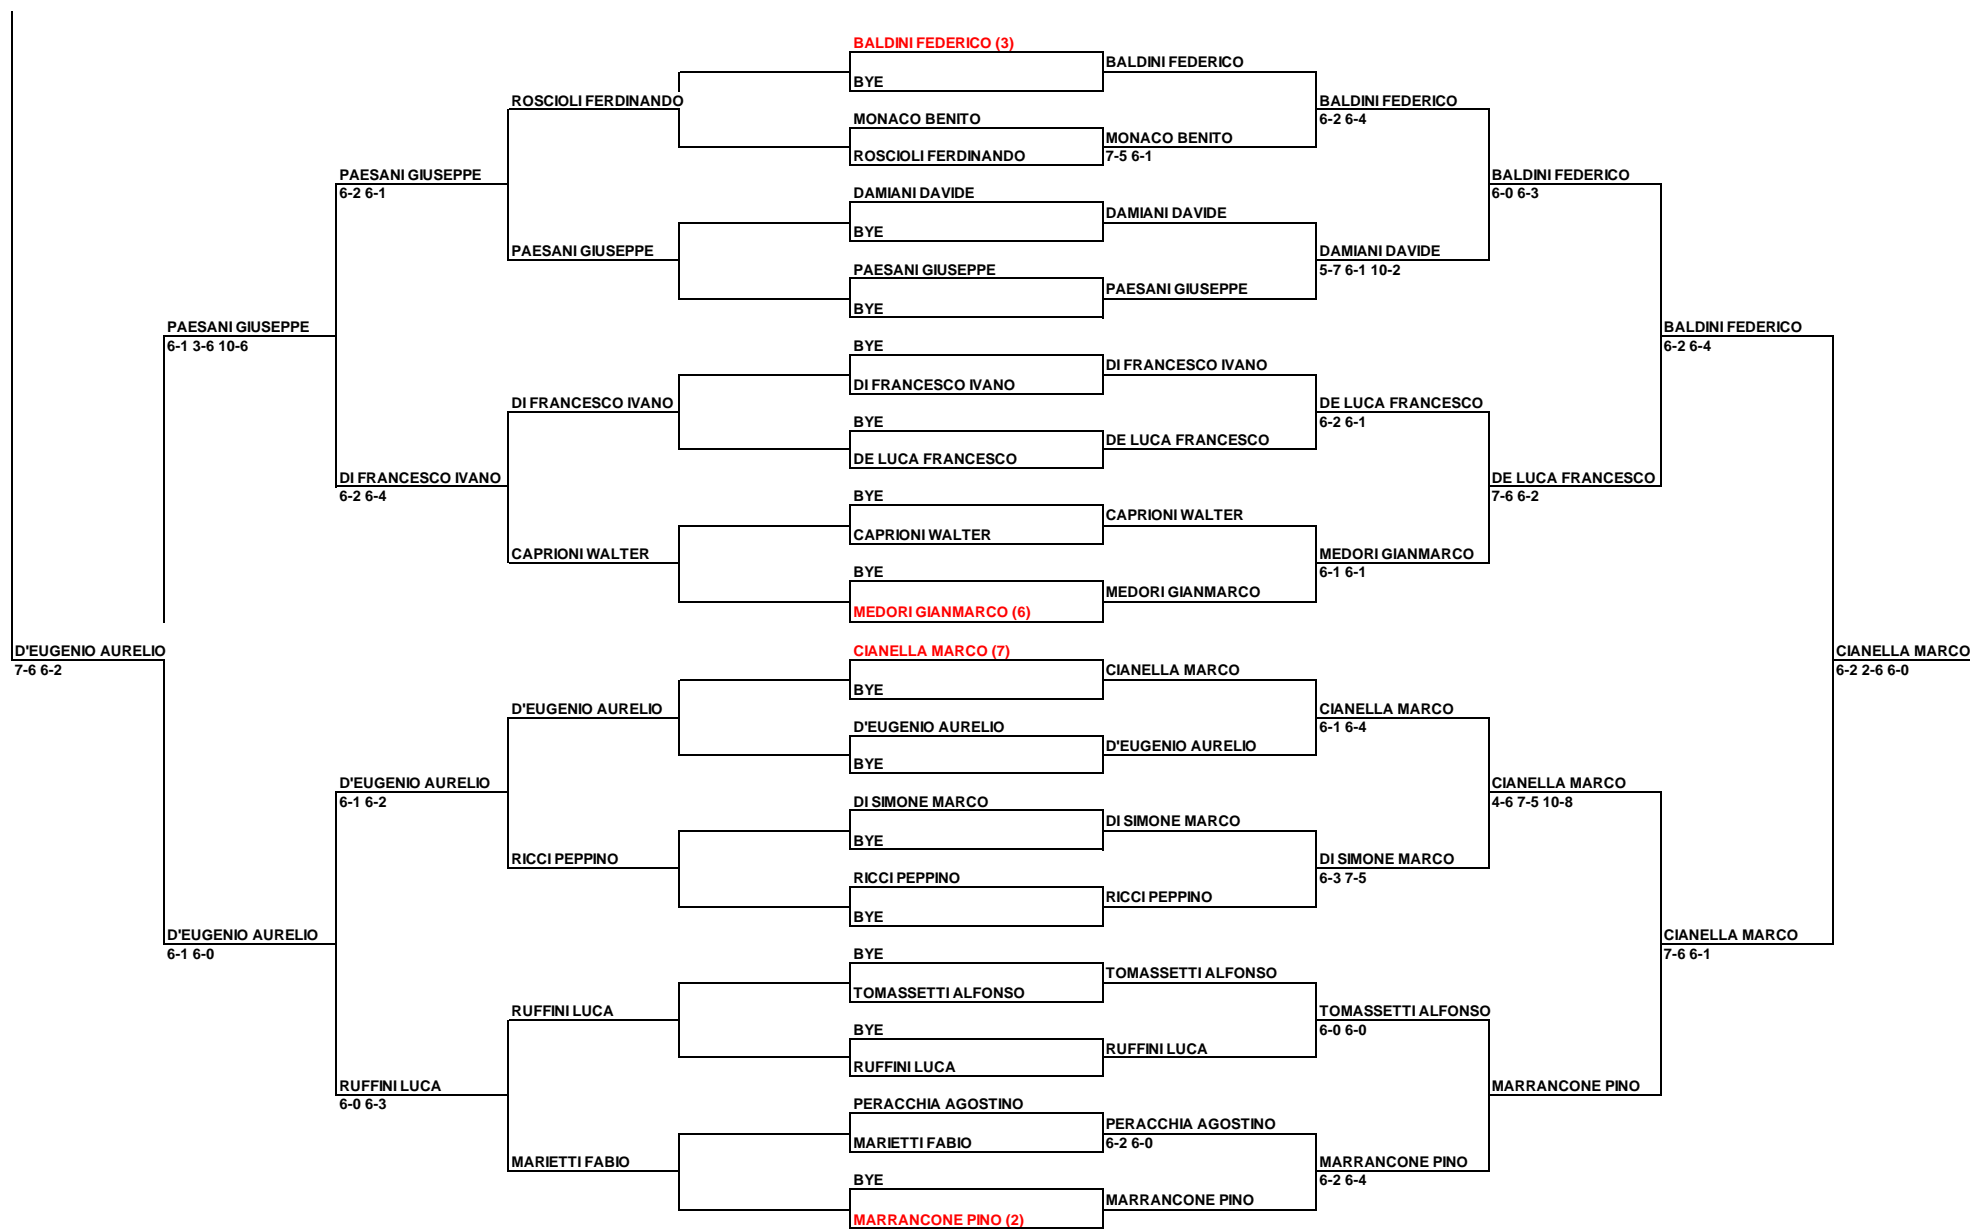 BALDINI FEDERICO (3)
BALDINI FEDERICO
BYE
ROSCIOLI FERDINANDO
BALDINI FEDERICO
6-2 6-4
MONACO BENITO
MONACO BENITO
ROSCIOLI FERDINANDO
7-5 6-1
PAESANI GIUSEPPE
BALDINI FEDERICO
6-2 6-1
6-0 6-3
DAMIANI DAVIDE
DAMIANI DAVIDE
BYE
PAESANI GIUSEPPE
DAMIANI DAVIDE
5-7 6-1 10-2
PAESANI GIUSEPPE
PAESANI GIUSEPPE
BYE
PAESANI GIUSEPPE
BALDINI FEDERICO
6-1 3-6 10-6
6-2 6-4
BYE
DI FRANCESCO IVANO
DI FRANCESCO IVANO
DI FRANCESCO IVANO
DE LUCA FRANCESCO
6-2 6-1
BYE
DE LUCA FRANCESCO
DE LUCA FRANCESCO
DI FRANCESCO IVANO
DE LUCA FRANCESCO
6-2 6-4
7-6 6-2
BYE
CAPRIONI WALTER
CAPRIONI WALTER
CAPRIONI WALTER
MEDORI GIANMARCO
6-1 6-1
BYE
MEDORI GIANMARCO
MEDORI GIANMARCO (6)
D'EUGENIO AURELIO
7-6 6-2
CIANELLA MARCO (7)
CIANELLA MARCO
6-2 2-6 6-0
CIANELLA MARCO
BYE
D'EUGENIO AURELIO
CIANELLA MARCO
6-1 6-4
D'EUGENIO AURELIO
D'EUGENIO AURELIO
BYE
D'EUGENIO AURELIO
CIANELLA MARCO
6-1 6-2
4-6 7-5 10-8
DI SIMONE MARCO
DI SIMONE MARCO
BYE
RICCI PEPPINO
DI SIMONE MARCO
6-3 7-5
RICCI PEPPINO
RICCI PEPPINO
BYE
D'EUGENIO AURELIO
CIANELLA MARCO
6-1 6-0
7-6 6-1
BYE
TOMASSETTI ALFONSO
TOMASSETTI ALFONSO
RUFFINI LUCA
TOMASSETTI ALFONSO
6-0 6-0
BYE
RUFFINI LUCA
RUFFINI LUCA
RUFFINI LUCA
MARRANCONE PINO
6-0 6-3
PERACCHIA AGOSTINO
PERACCHIA AGOSTINO
MARIETTI FABIO
6-2 6-0
MARIETTI FABIO
MARRANCONE PINO
6-2 6-4
BYE
MARRANCONE PINO
MARRANCONE PINO (2)